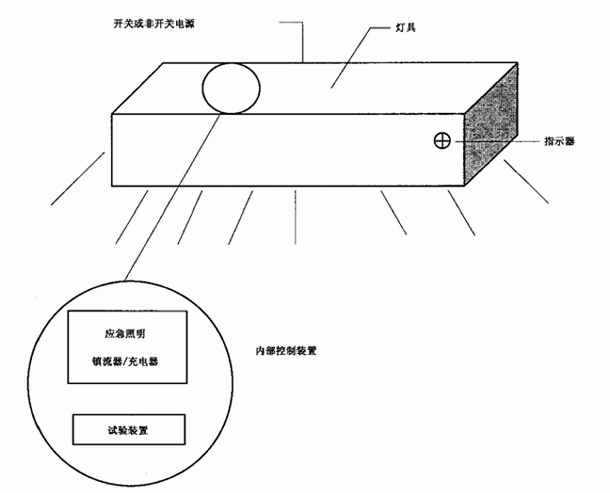 开关或非开关电源
灯具
指示器
应急照明
镇流器/充电器
内部控制装置
试验装置